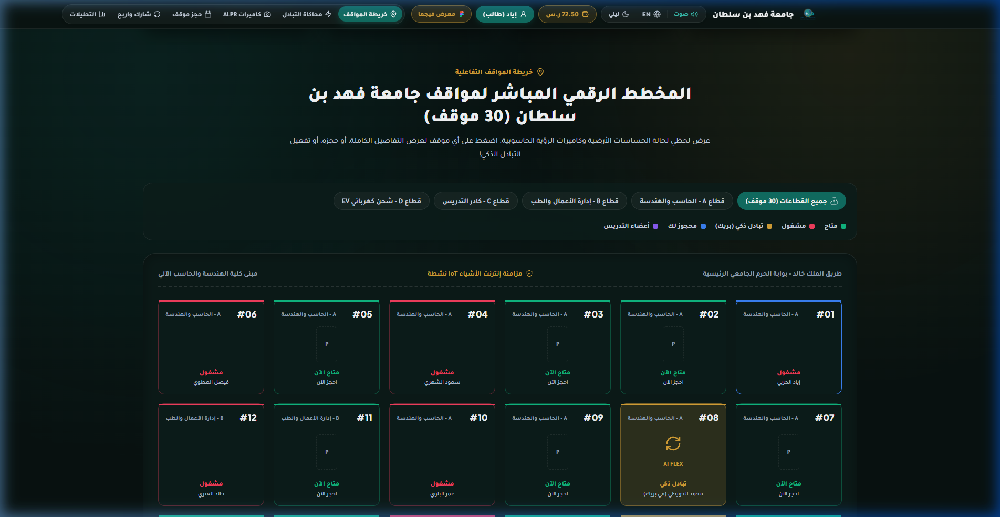 جامعة فهد بن سلطان
صوت
EN
ليلي
72.50 ر.س
إياد (طالب)
معرض فيجما
خريطة المواقف
محاكاة التبادل
كاميرات ALPR
حجز موقف
شارك واربح
التحليلات
خريطة المواقف التفاعلية
المخطط الرقمي المباشر لمواقف جامعة فهد بن
سلطان (30 موقف)
عرض لحظي لحالة الحساسات الأرضية وكاميرات الرؤية الحاسوبية. اضغط على أي موقف لعرض التفاصيل الكاملة، أو حجزه، أو تفعيل
التبادل الذكي!
جميع القطاعات (30 موقف)
قطاع A - الحاسب والهندسة
قطاع B - إدارة الأعمال والطب
قطاع C - كادر التدريس
قطاع D - شحن كهربائي EV
متاح
مشغول
تبادل ذكي (بريك)
محجوز لك
أعضاء التدريس
طريق الملك خالد - بوابة الحرم الجامعي الرئيسية
مزامنة إنترنت الأشياء IoT نشطة
مبنى كلية الهندسة والحاسب الآلي
#01
A - الحاسب والهندسة
مشغول
إياد الحربي
#02
A - الحاسب والهندسة
P
متاح الآن
احجز الآن
#03
A - الحاسب والهندسة
P
متاح الآن
احجز الآن
#04
A - الحاسب والهندسة
مشغول
سعود الشهري
#05
A - الحاسب والهندسة
P
متاح الآن
احجز الآن
#06
A - الحاسب والهندسة
مشغول
فيصل العطوي
#07
A - الحاسب والهندسة
P
متاح الآن
احجز الآن
#08
A - الحاسب والهندسة
AI FLEX
تبادل ذكي
محمد الحويطي (في بريك)
#09
A - الحاسب والهندسة
P
متاح الآن
احجز الآن
#10
A - الحاسب والهندسة
مشغول
عمر البلوي
#11
B - إدارة الأعمال والطب
P
متاح الآن
احجز الآن
#12
B - إدارة الأعمال والطب
مشغول
خالد العنزي